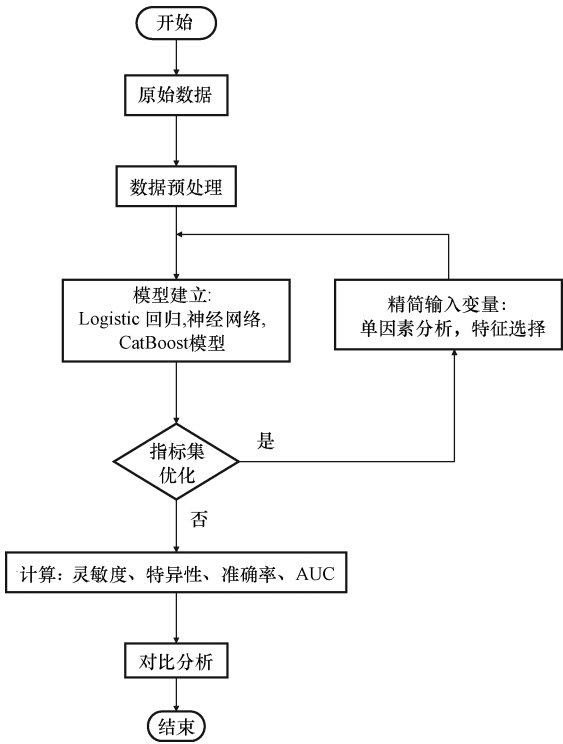 开始
原始数据
数据预处理
模型建立:
Logistic 回归,神经网络,
CatBoost模型
精简输入变量：
单因素分析，特征选择
指标集
优化
是
否
计算：灵敏度、特异性、准确率、AUC
对比分析
结束